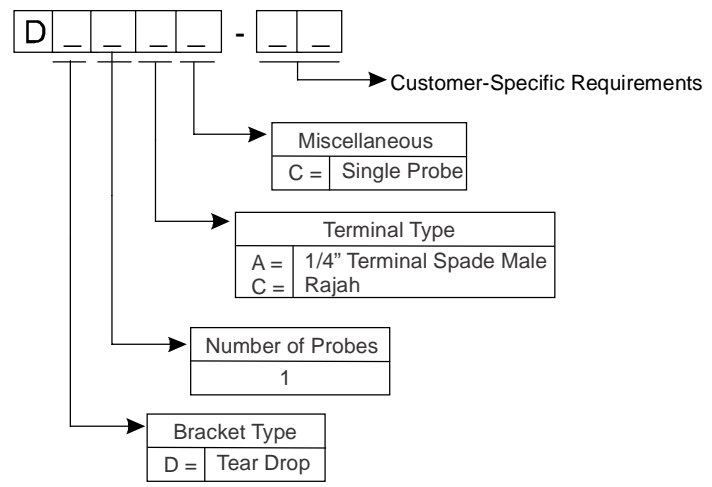 D _ _ _ _ - _ _
Customer-Specific Requirements
Miscellaneous
C = Single Probe
Terminal Type
A = 1/4” Terminal Spade Male
C = Rajah
Number of Probes
1
Bracket Type
D = Tear Drop